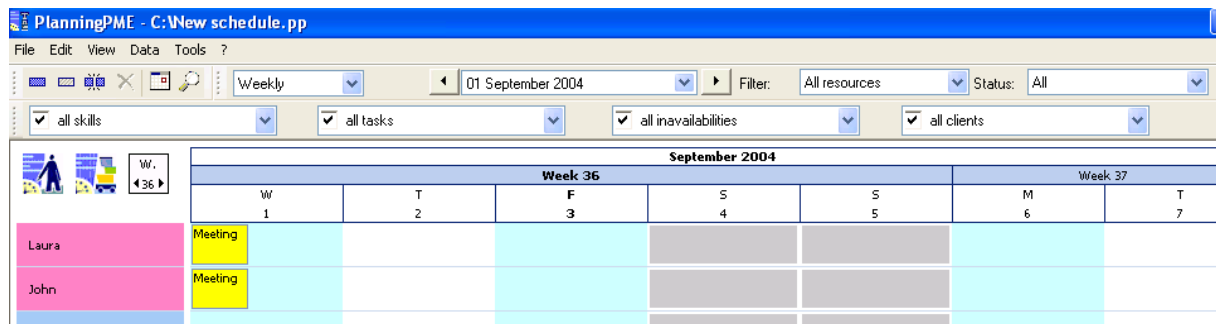 PlanningPME - C:\New schedule.pp
File Edit View Data Tools ?
Weekly 01 September 2004 Filter: All resources Status: All
all skills all tasks all inavailabilities all clients
W. September 2004
36 Week 36 Week 37
W T F S S M T
1 2 3 4 5 6 7
Laura Meeting
John Meeting